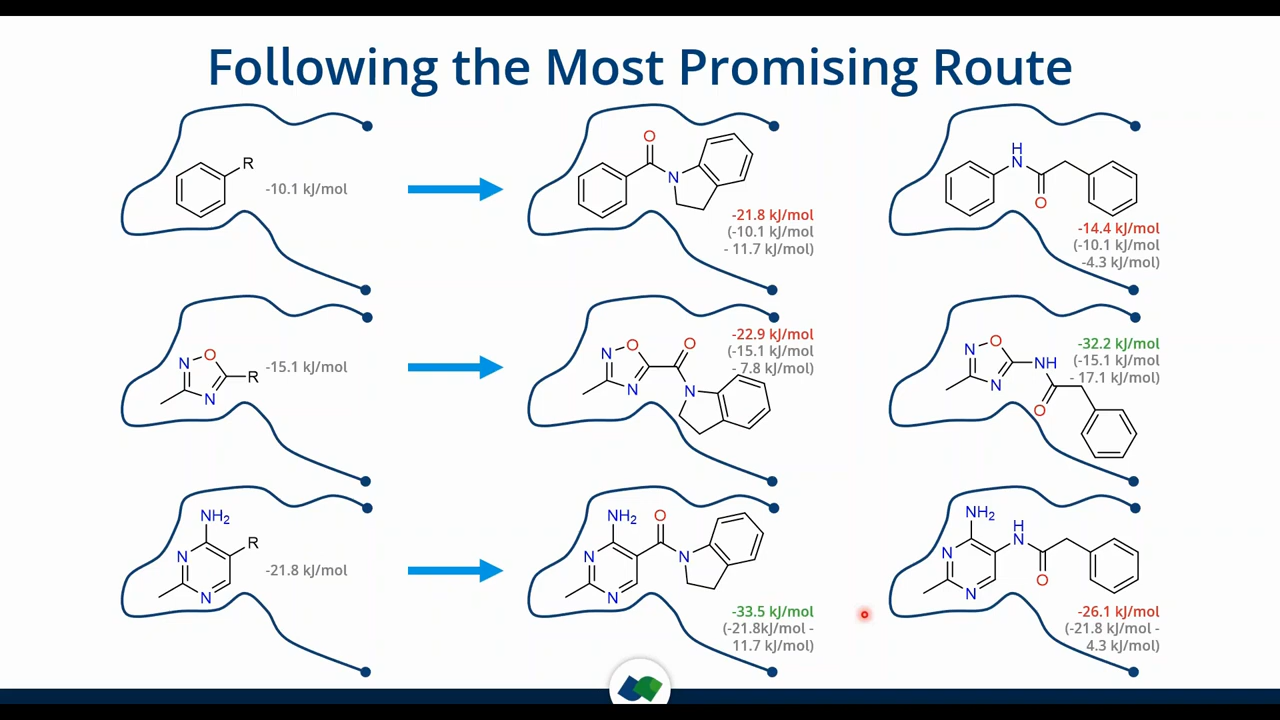 Following the Most Promising Route
R
-10.1 kJ/mol
O
N
-21.8 kJ/mol
(-10.1 kJ/mol
- 11.7 kJ/mol)
H
N
O
-14.4 kJ/mol
(-10.1 kJ/mol
-4.3 kJ/mol)
N
O
N
R
-15.1 kJ/mol
N
O
N
O
N
-22.9 kJ/mol
(-15.1 kJ/mol
- 7.8 kJ/mol)
N
O
N
NH
O
-32.2 kJ/mol
(-15.1 kJ/mol
- 17.1 kJ/mol)
NH2
N
R
N
-21.8 kJ/mol
NH2
O
N
N
N
-33.5 kJ/mol
(-21.8kJ/mol -
11.7 kJ/mol)
NH2
H
N
N
N
O
-26.1 kJ/mol
(-21.8 kJ/mol -
4.3 kJ/mol)